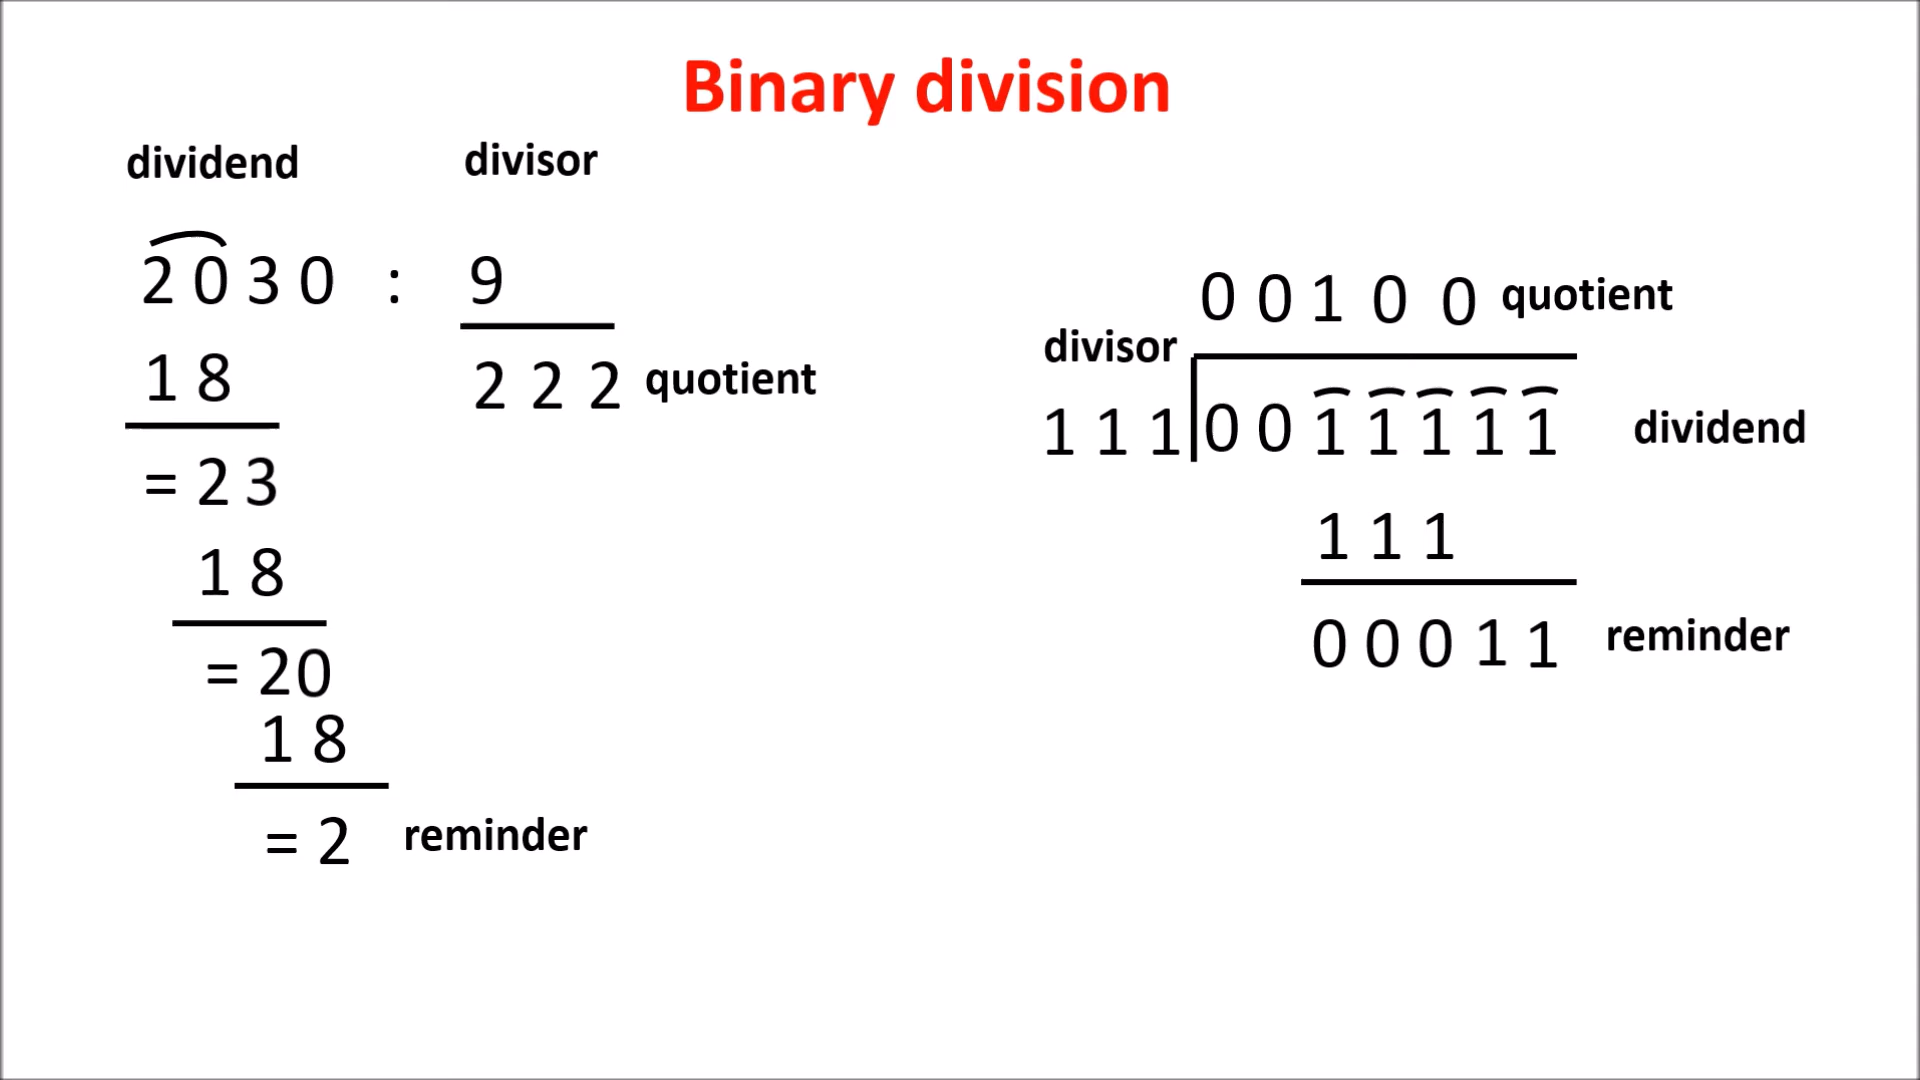 Binary division
dividend divisor
2 0 3 0 : 9
1 8
2 2 2 quotient
= 2 3
1 8
= 20
1 8
= 2 reminder
0 0 1 0 0 quotient
divisor
1 1 1 0 0 1 1 1 1 1 dividend
1 1 1
0 0 0 1 1 reminder